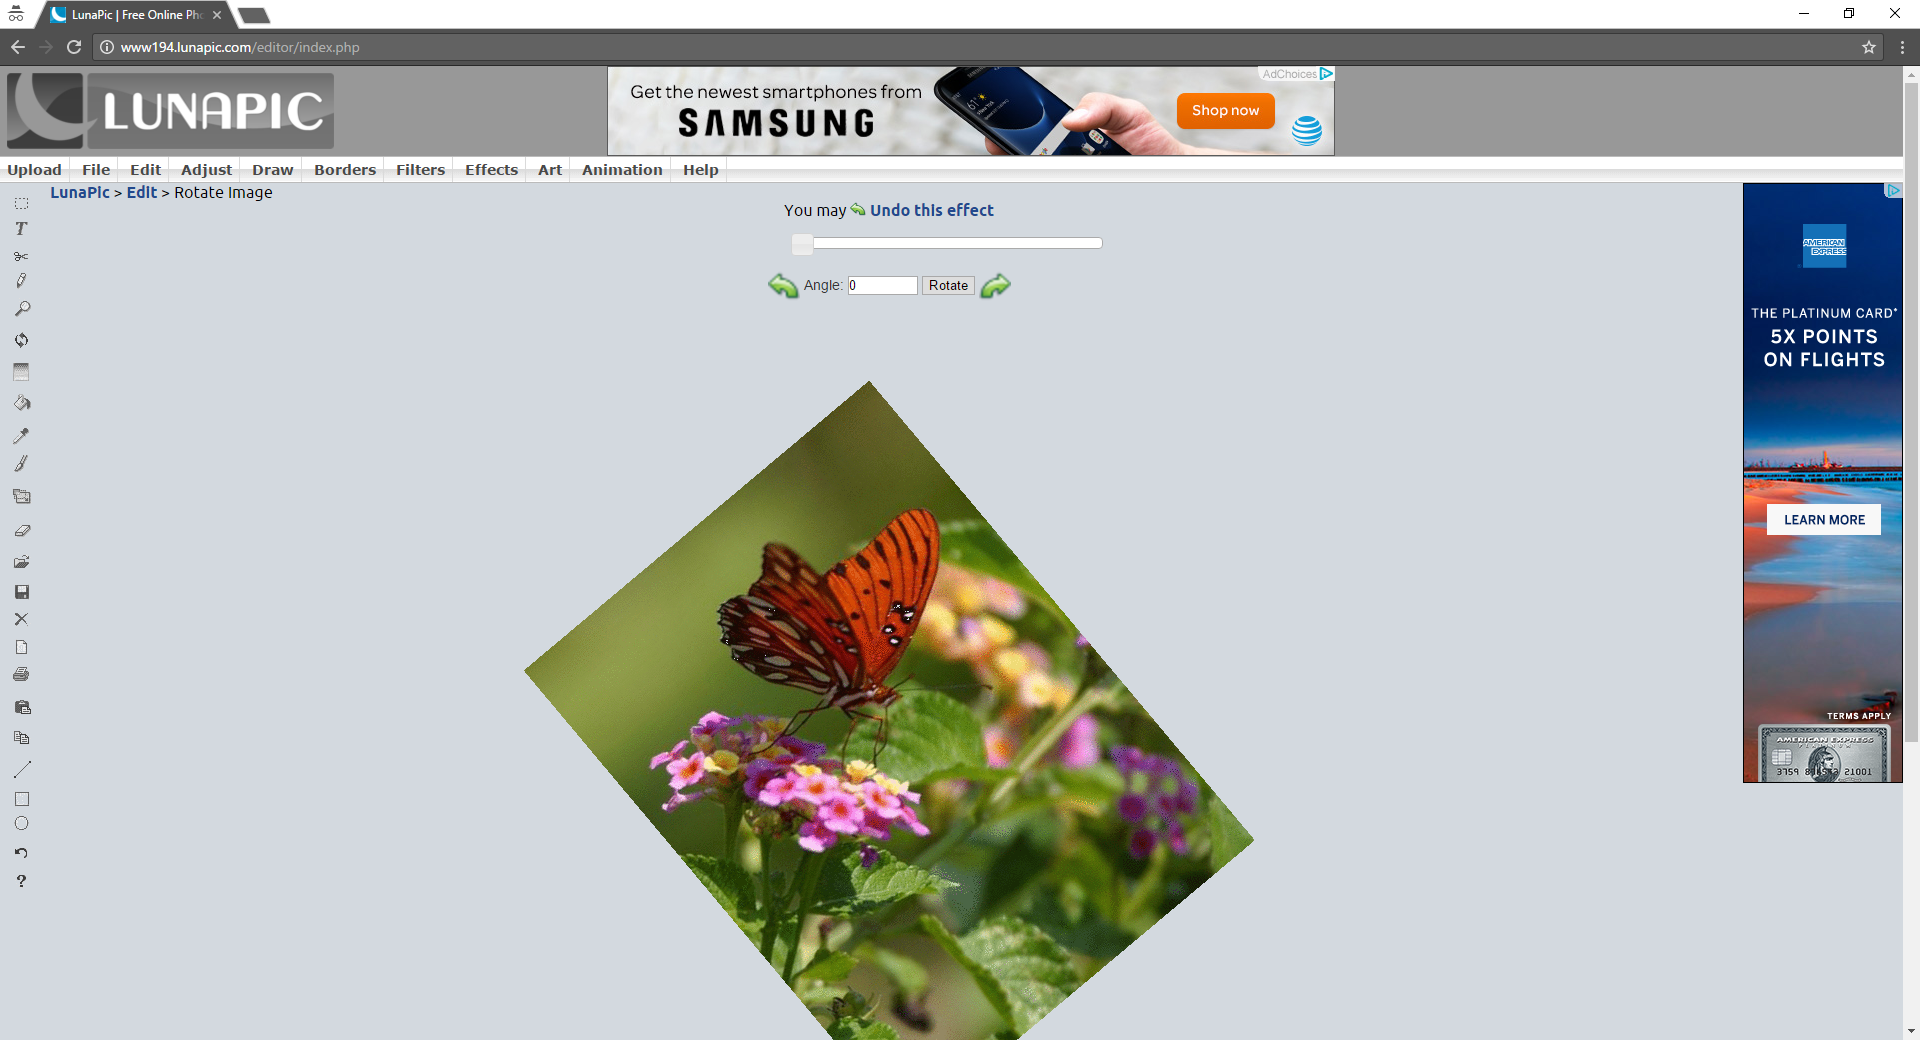 LunaPic | Free Online Pho
www194.lunapic.com/editor/index.php
LUNAPIC
Get the newest smartphones from
SAMSUNG
AdChoices
Shop now
Upload File Edit Adjust Draw Borders Filters Effects Art Animation Help
LunaPic > Edit > Rotate Image
You may Undo this effect
Angle: 0 Rotate
AMERICAN
EXPRESS
THE PLATINUM CARD®
5X POINTS
ON FLIGHTS
LEARN MORE
TERMS APPLY
AMERICAN EXPRESS
PLATINUM
3759 21001